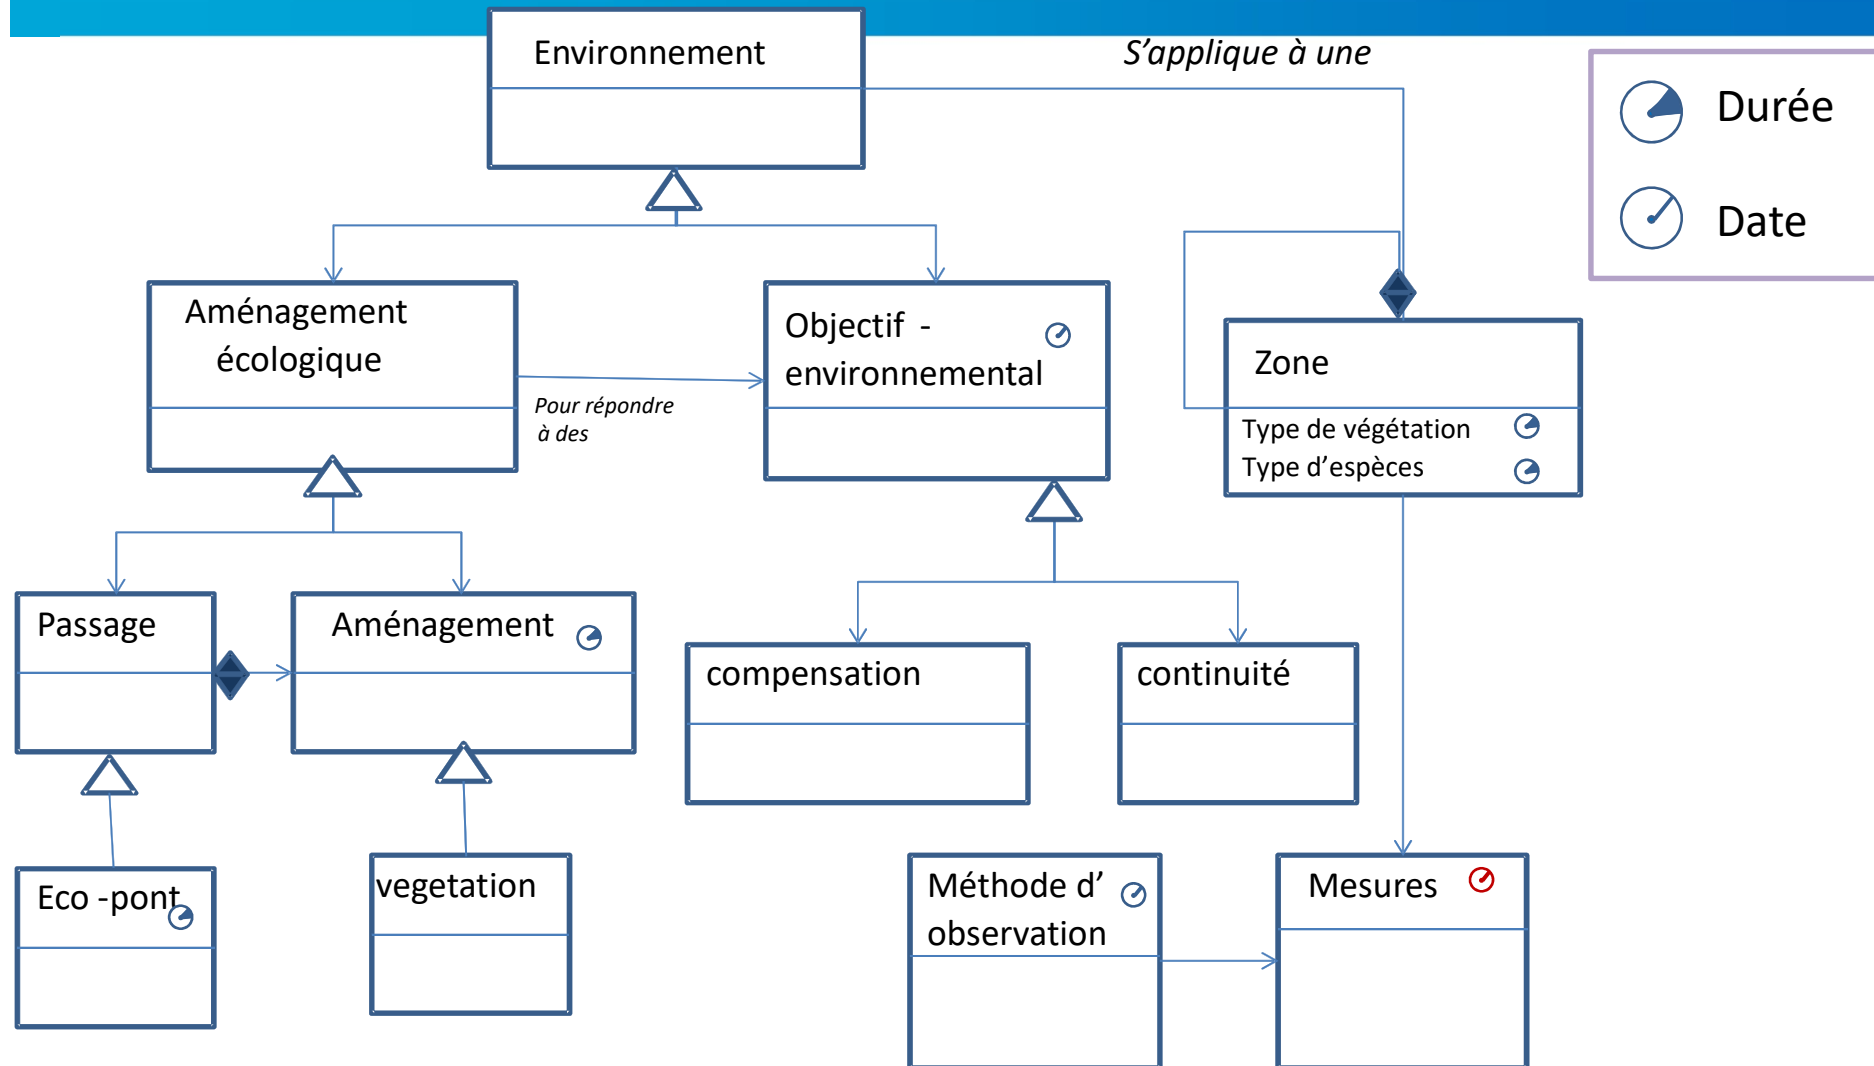 Environnement
S'applique à une
Durée
Date
Aménagement
écologique
Pour répondre
à des
Objectif -
environnemental
Zone
Type de végétation
Type d'espèces
Passage
Aménagement
compensation
continuité
Eco -pont
vegetation
Méthode d'
observation
Mesures